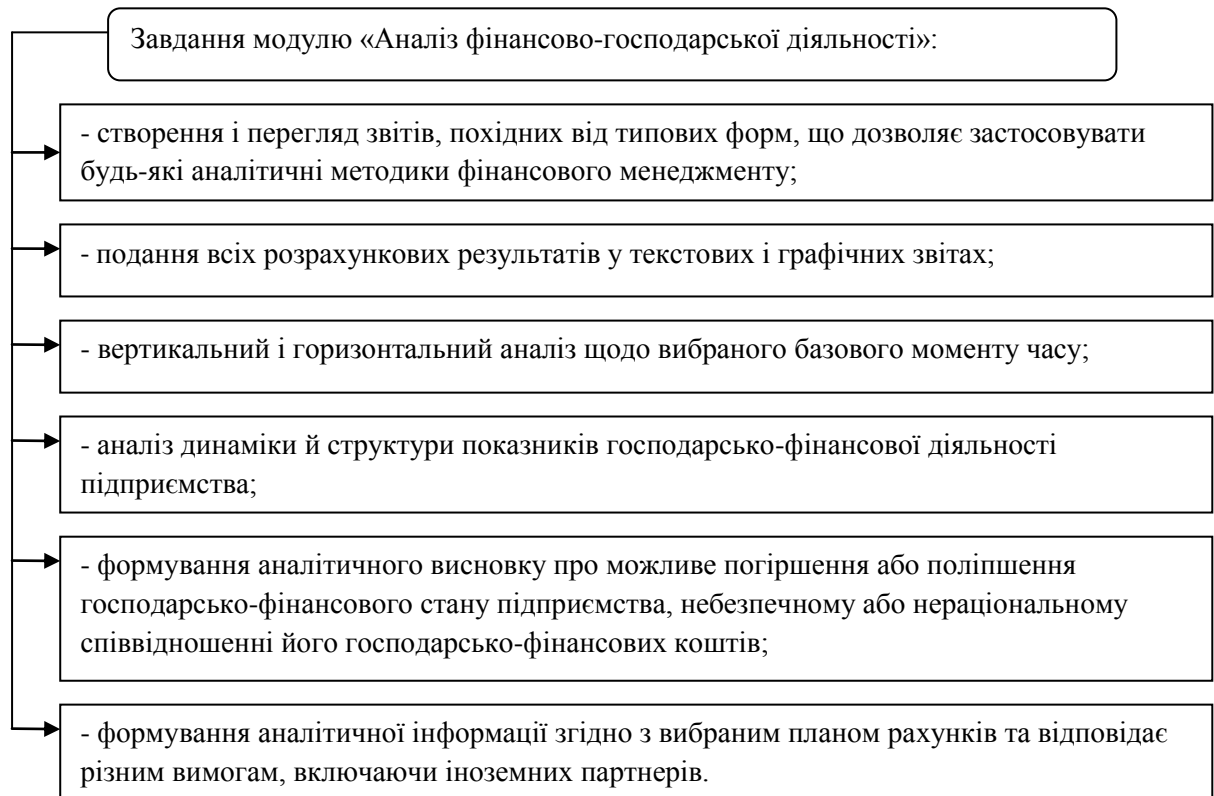 Завдання модулю «Аналіз фінансово-господарської діяльності»:
- створення і перегляд звітів, похідних від типових форм, що дозволяє застосовувати
будь-які аналітичні методики фінансового менеджменту;
- подання всіх розрахункових результатів у текстових і графічних звітах;
- вертикальний і горизонтальний аналіз щодо вибраного базового моменту часу;
- аналіз динаміки й структури показників господарсько-фінансової діяльності
підприємства;
- формування аналітичного висновку про можливе погіршення або поліпшення
господарсько-фінансового стану підприємства, небезпечному або нераціональному
співвідношенні його господарсько-фінансових коштів;
- формування аналітичної інформації згідно з вибраним планом рахунків та відповідає
різним вимогам, включаючи іноземних партнерів.